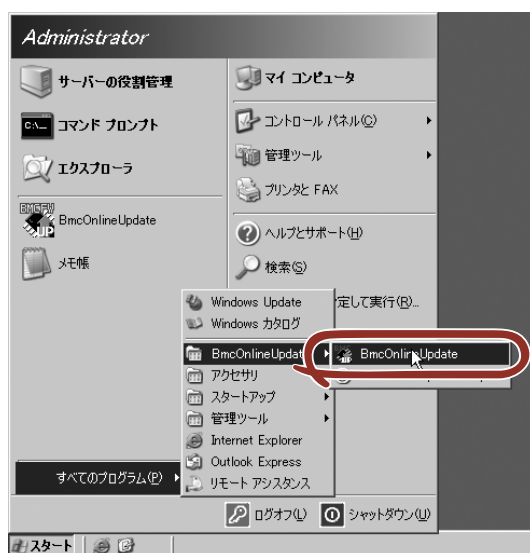 Administrator
サーバーの役割管理
コマンド プロンプト
エクスプローラ
BMCFW
UP
BmcOnlineUpdate
メモ帳
マイ コンピュータ
コントロール パネル(C)
管理ツール
プリンタと FAX
ヘルプとサポート(H)
検索(S)
定して実行(R)...
Windows Update
Windows カタログ
BmcOnlineUpdat
BmcOnlineUpdate
アクセサリ
スタートアップ
管理ツール
Internet Explorer
Outlook Express
リモート アシスタンス
すべてのプログラム(P)
ログオフ(L)
シャットダウン(U)
スタート